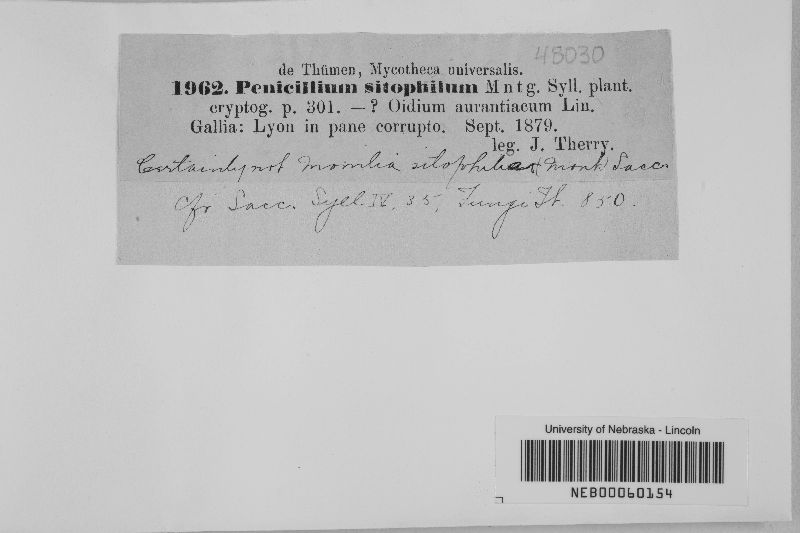 48030
de Thümen, Mycotheca universalis.
1962. Penicillium sitophilum Mntg. Syll. plant.
cryptog. p. 301. — ? Oidium aurantiacum Lin.
Gallia: Lyon in pane corrupto. Sept. 1879.
leg. J. Therry.
Certainly not Monilia sitophila (Mont) Sacc.
Cfr Sacc. Syll. IV, 35, Fungi It. 850.
University of Nebraska - Lincoln
NEB00060154